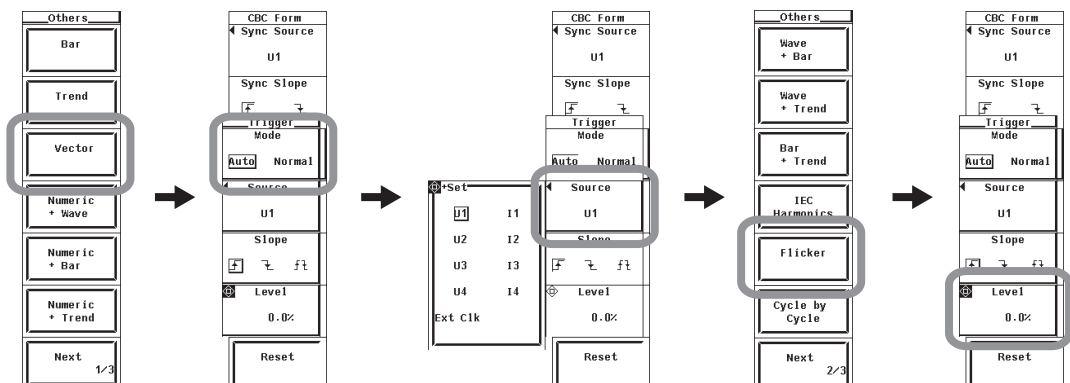 Others
Bar
Trend
Vector
Numeric
+ Wave
Numeric
+ Bar
Numeric
+ Trend
Next
1/3
CBC Form
Sync Source
U1
Sync Slope
Trigger
Mode
Auto Normal
Source
U1
Slope
Level
0.0%
Reset
+Set
U1 I1
U2 I2
U3 I3
U4 I4
Ext Clk
CBC Form
Sync Source
U1
Sync Slope
Trigger
Mode
Auto Normal
Source
U1
Slope
Level
0.0%
Reset
Others
Wave
+ Bar
Wave
+ Trend
Bar
+ Trend
IEC
Harmonics
Flicker
Cycle by
Cycle
Next
2/3
CBC Form
Sync Source
U1
Sync Slope
Trigger
Mode
Auto Normal
Source
U1
Slope
Level
0.0%
Reset